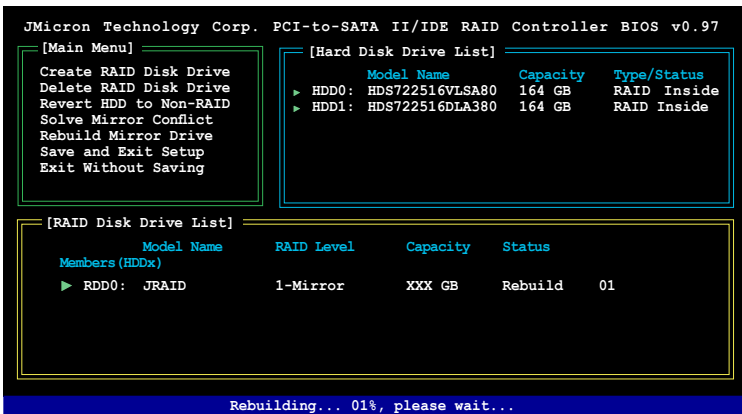 JMicron Technology Corp. PCI-to-SATA II/IDE RAID Controller BIOS v0.97
[Main Menu]
Create RAID Disk Drive
Delete RAID Disk Drive
Revert HDD to Non-RAID
Solve Mirror Conflict
Rebuild Mirror Drive
Save and Exit Setup
Exit Without Saving
[Hard Disk Drive List]
Model Name Capacity Type/Status
HDD0: HDS722516VLSA80 164 GB RAID Inside
HDD1: HDS722516DLA380 164 GB RAID Inside
[RAID Disk Drive List]
Model Name RAID Level Capacity Status
Members(HDDx)
RDD0: JRAID 1-Mirror XXX GB Rebuild 01
Rebuilding... 01%, please wait...